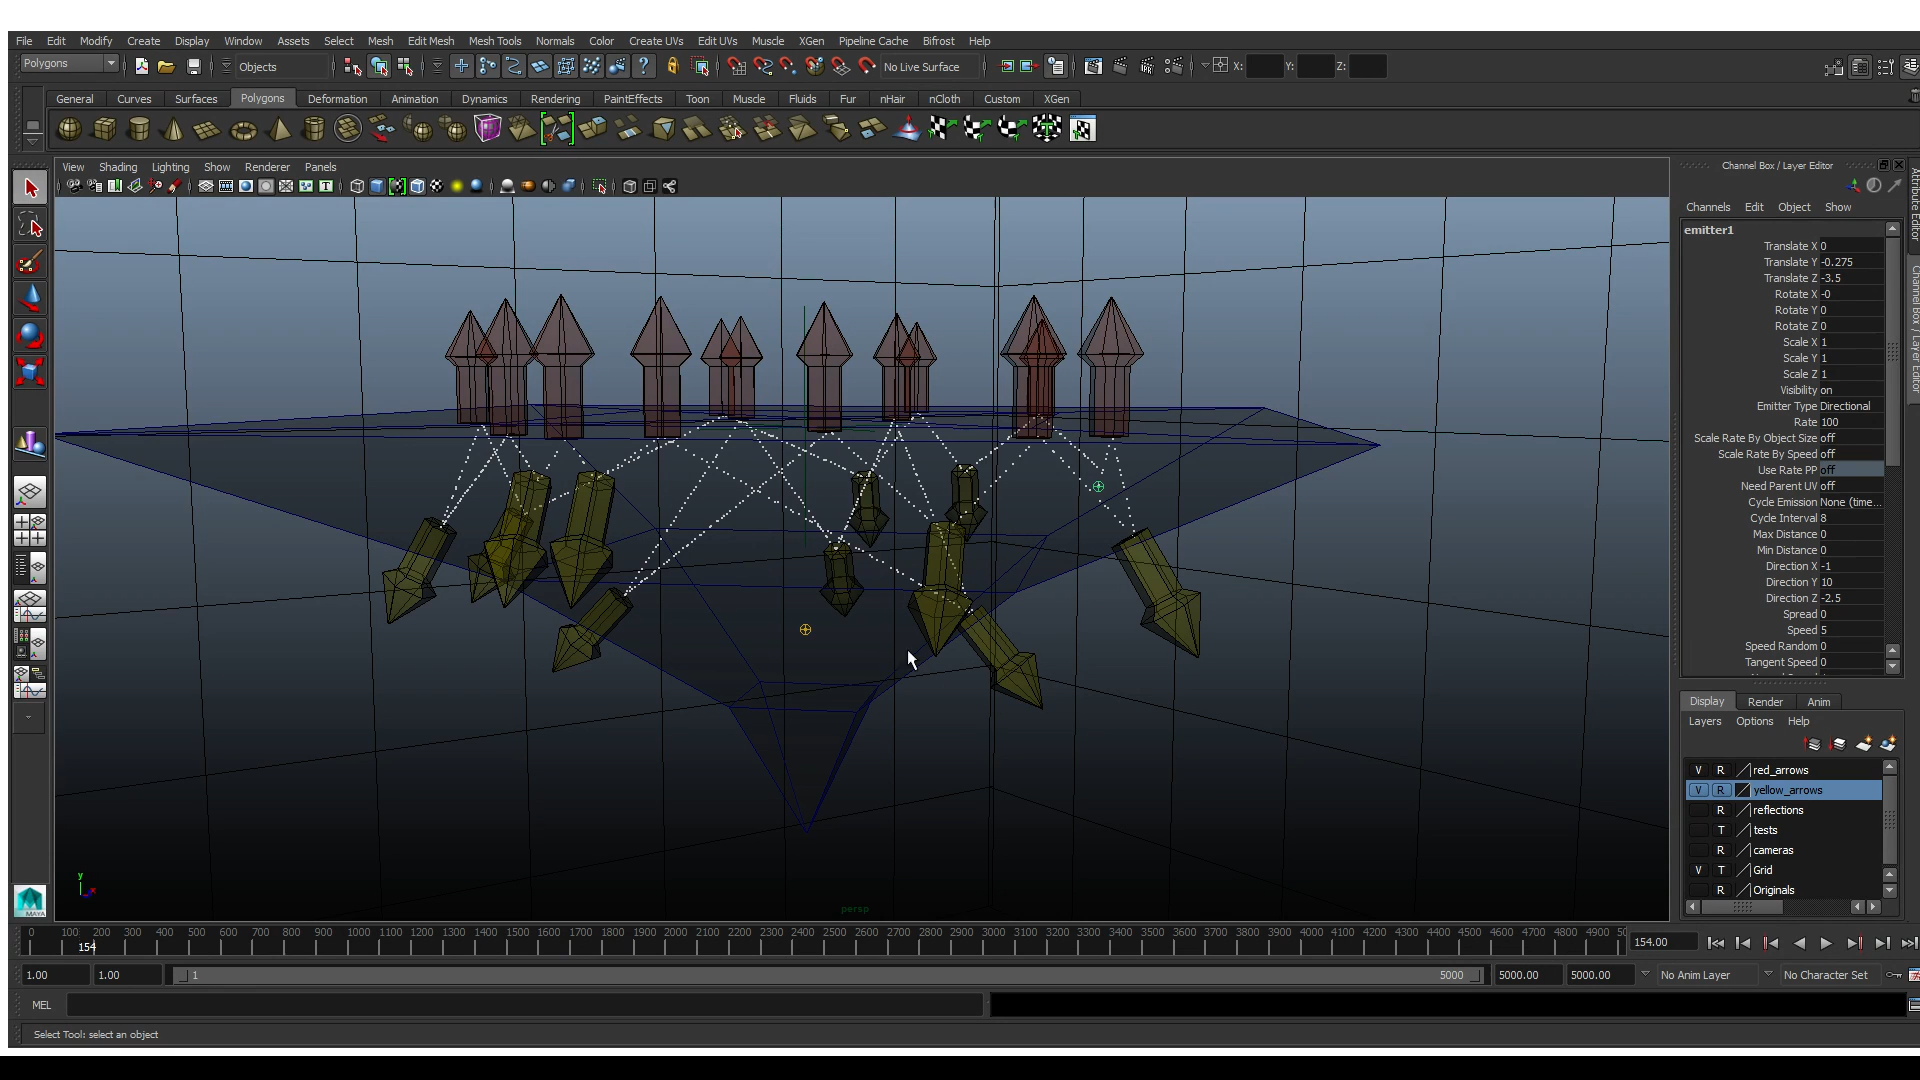 File Edit Modify Create Display Window Assets Select Mesh Edit Mesh Mesh Tools Normals Color Create UVs Edit UVs Muscle XGen Pipeline Cache Bifrost Help
Polygons Objects No Live Surface X: Y: Z:
General Curves Surfaces Polygons Deformation Animation Dynamics Rendering PaintEffects Toon Muscle Fluids Fur nHair nCloth Custom XGen
View Shading Lighting Show Renderer Panels
persp
y
MAYA
Channel Box / Layer Editor
Channels Edit Object Show
emitter1
Translate X 0
Translate Y -0.275
Translate Z -3.5
Rotate X -0
Rotate Y 0
Rotate Z 0
Scale X 1
Scale Y 1
Scale Z 1
Visibility on
Emitter Type Directional
Rate 100
Scale Rate By Object Size off
Scale Rate By Speed off
Use Rate PP off
Need Parent UV off
Cycle Emission None (time...
Cycle Interval 8
Max Distance 0
Min Distance 0
Direction X -1
Direction Y 10
Direction Z -2.5
Spread 0
Speed 5
Speed Random 0
Tangent Speed 0
Attribute Editor
Channel Box / Layer Editor
Display Render Anim
Layers Options Help
V R red_arrows
V R yellow_arrows
R reflections
T tests
R cameras
V T Grid
R Originals
0 100 200 300 400 500 600 700 800 900 1000 1100 1200 1300 1400 1500 1600 1700 1800 1900 2000 2100 2200 2300 2400 2500 2600 2700 2800 2900 3000 3100 3200 3300 3400 3500 3600 3700 3800 3900 4000 4100 4200 4300 4400 4500 4600 4700 4800 4900 50
154
154.00
1.00 1.00 1 5000 5000.00 5000.00 No Anim Layer No Character Set
MEL
Select Tool: select an object